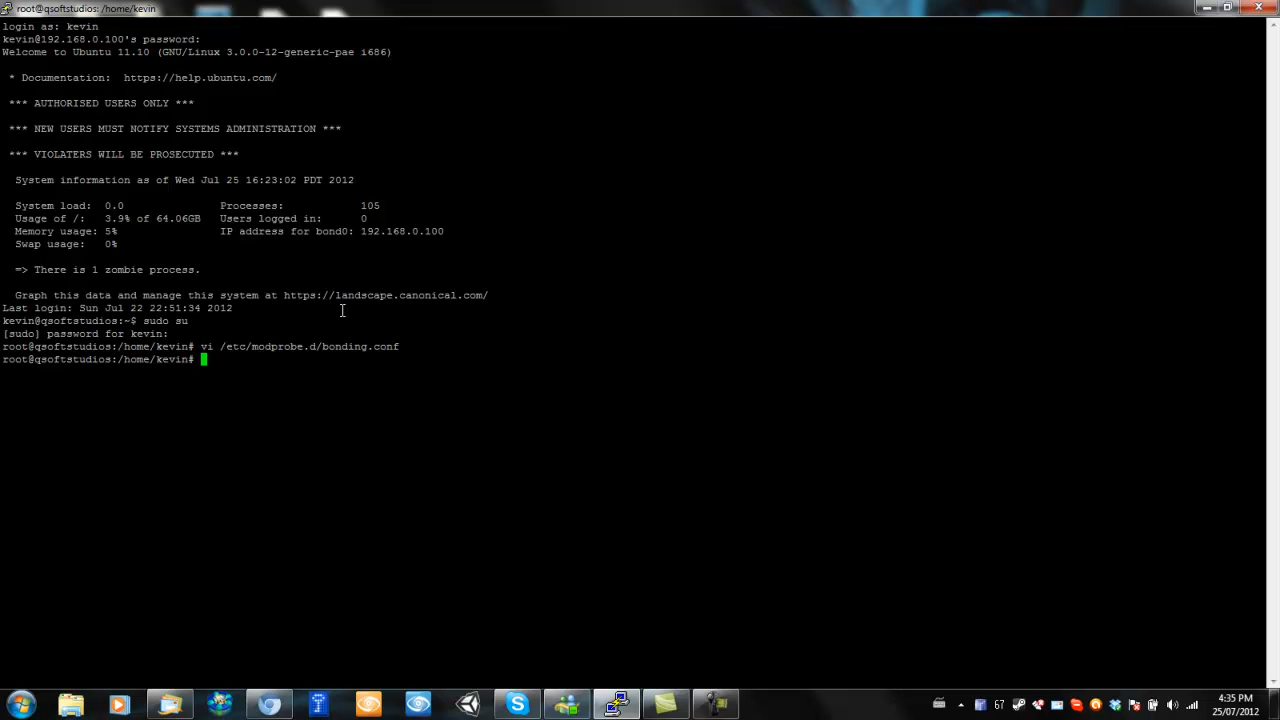 root@qsoftstudios: /home/kevin
login as: kevin
kevin@192.168.0.100's password:
Welcome to Ubuntu 11.10 (GNU/Linux 3.0.0-12-generic-pae i686)
* Documentation:  https://help.ubuntu.com/
*** AUTHORISED USERS ONLY ***
*** NEW USERS MUST NOTIFY SYSTEMS ADMINISTRATION ***
*** VIOLATERS WILL BE PROSECUTED ***
System information as of Wed Jul 25 16:23:02 PDT 2012
System load:  0.0               Processes:           105
Usage of /:   3.9% of 64.06GB   Users logged in:     0
Memory usage: 5%                IP address for bond0: 192.168.0.100
Swap usage:   0%
=> There is 1 zombie process.
Graph this data and manage this system at https://landscape.canonical.com/
Last login: Sun Jul 22 22:51:34 2012
kevin@qsoftstudios:~$ sudo su
[sudo] password for kevin:
root@qsoftstudios:/home/kevin# vi /etc/modprobe.d/bonding.conf
root@qsoftstudios:/home/kevin#
67
4:35 PM
25/07/2012